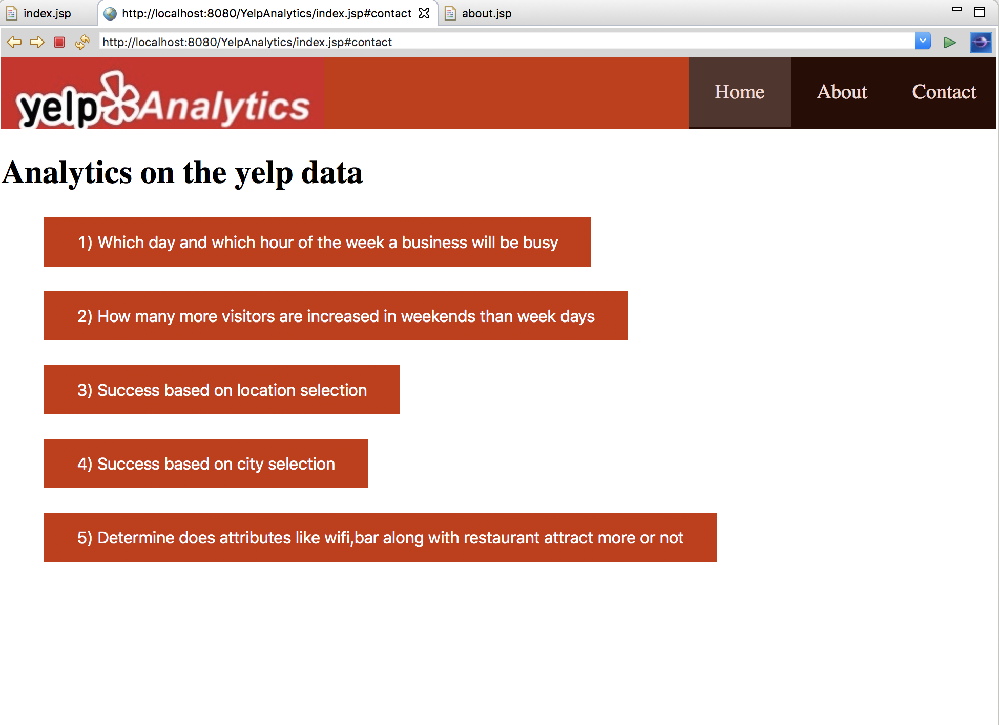 index.jsp
http://localhost:8080/YelpAnalytics/index.jsp#contact
about.jsp
http://localhost:8080/YelpAnalytics/index.jsp#contact
yelp Analytics
Home
About
Contact
Analytics on the yelp data
1) Which day and which hour of the week a business will be busy
2) How many more visitors are increased in weekends than week days
3) Success based on location selection
4) Success based on city selection
5) Determine does attributes like wifi,bar along with restaurant attract more or not